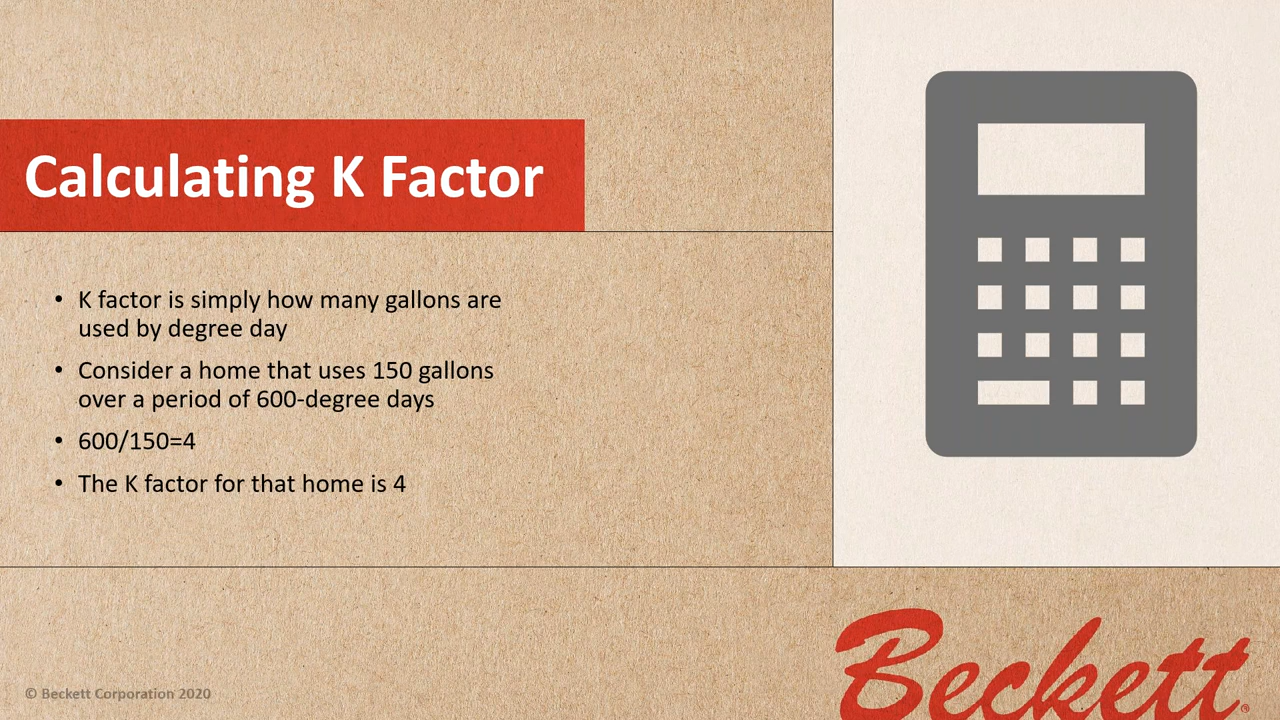 Calculating K Factor
• K factor is simply how many gallons are
used by degree day
• Consider a home that uses 150 gallons
over a period of 600-degree days
• 600/150=4
• The K factor for that home is 4
© Beckett Corporation 2020
Beckett®